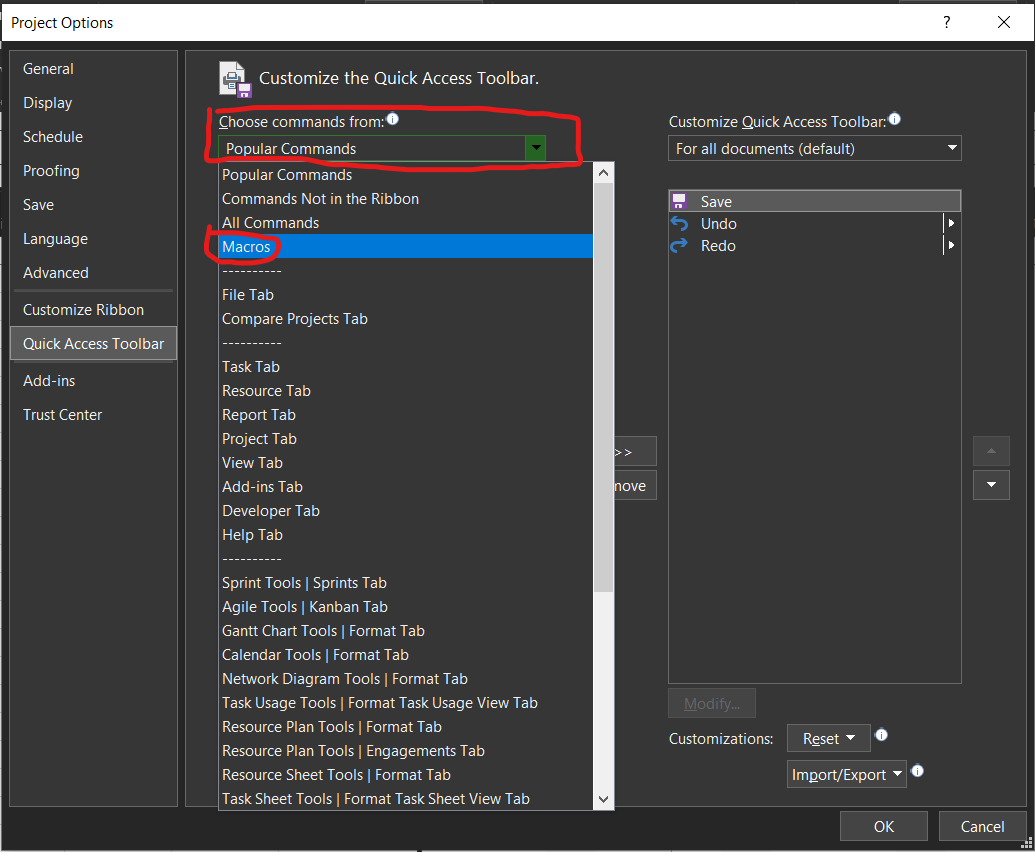 Project Options
?
General
Display
Schedule
Proofing
Save
Language
Advanced
Customize Ribbon
Quick Access Toolbar
Add-ins
Trust Center
Customize the Quick Access Toolbar.
Choose commands from:
Popular Commands
Popular Commands
Commands Not in the Ribbon
All Commands
Macros
----------
File Tab
Compare Projects Tab
----------
Task Tab
Resource Tab
Report Tab
Project Tab
View Tab
Add-ins Tab
Developer Tab
Help Tab
----------
Sprint Tools | Sprints Tab
Agile Tools | Kanban Tab
Gantt Chart Tools | Format Tab
Calendar Tools | Format Tab
Network Diagram Tools | Format Tab
Task Usage Tools | Format Task Usage View Tab
Resource Plan Tools | Format Tab
Resource Plan Tools | Engagements Tab
Resource Sheet Tools | Format Tab
Task Sheet Tools | Format Task Sheet View Tab
>>
move
Customize Quick Access Toolbar:
For all documents (default)
Save
Undo
Redo
Modify...
Customizations:
Reset
Import/Export
OK
Cancel